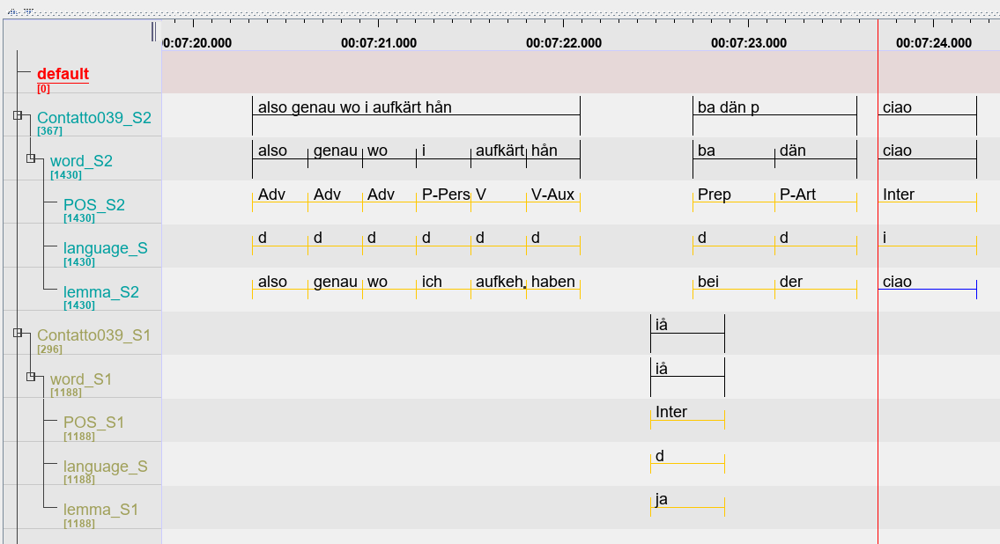 0:07:20.000 00:07:21.000 00:07:22.000 00:07:23.000 00:07:24.000
default
[0]
Contatto039_S2 also genau wo i aufkärt hån ba dän p ciao
[367]
word_S2 also genau wo i aufkärt hån ba dän ciao
[1430]
POS_S2 Adv Adv Adv P-Pers V V-Aux Prep P-Art Inter
[1430]
language_S d d d d d d d d i
[1430]
lemma_S2 also genau wo ich aufkeh. haben bei der ciao
[1430]
Contatto039_S1 iå
[296]
word_S1 iå
[1188]
POS_S1 Inter
[1188]
language_S d
[1188]
lemma_S1 ja
[1188]